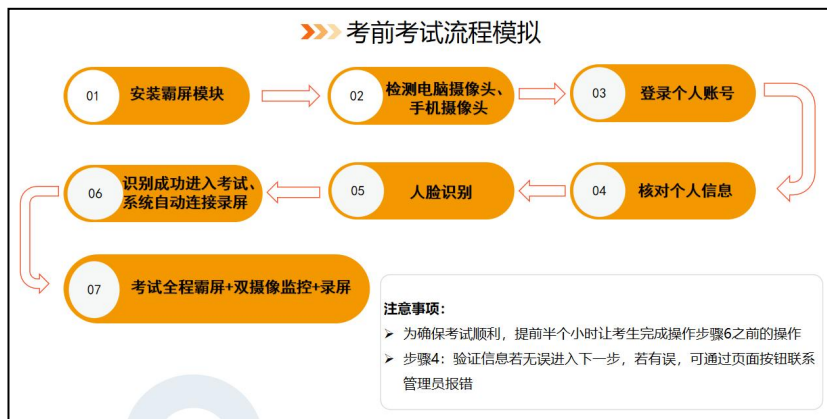 考前考试流程模拟
01
安装霸屏模块
02
检测电脑摄像头、
手机摄像头
03
登录个人账号
04
核对个人信息
05
人脸识别
06
识别成功进入考试、
系统自动连接录屏
07
考试全程霸屏+双摄像监控+录屏
注意事项：
为确保考试顺利，提前半个小时让考生完成操作步骤6之前的操作
步骤4：验证信息若无误进入下一步，若有误，可通过页面按钮联系
管理员报错